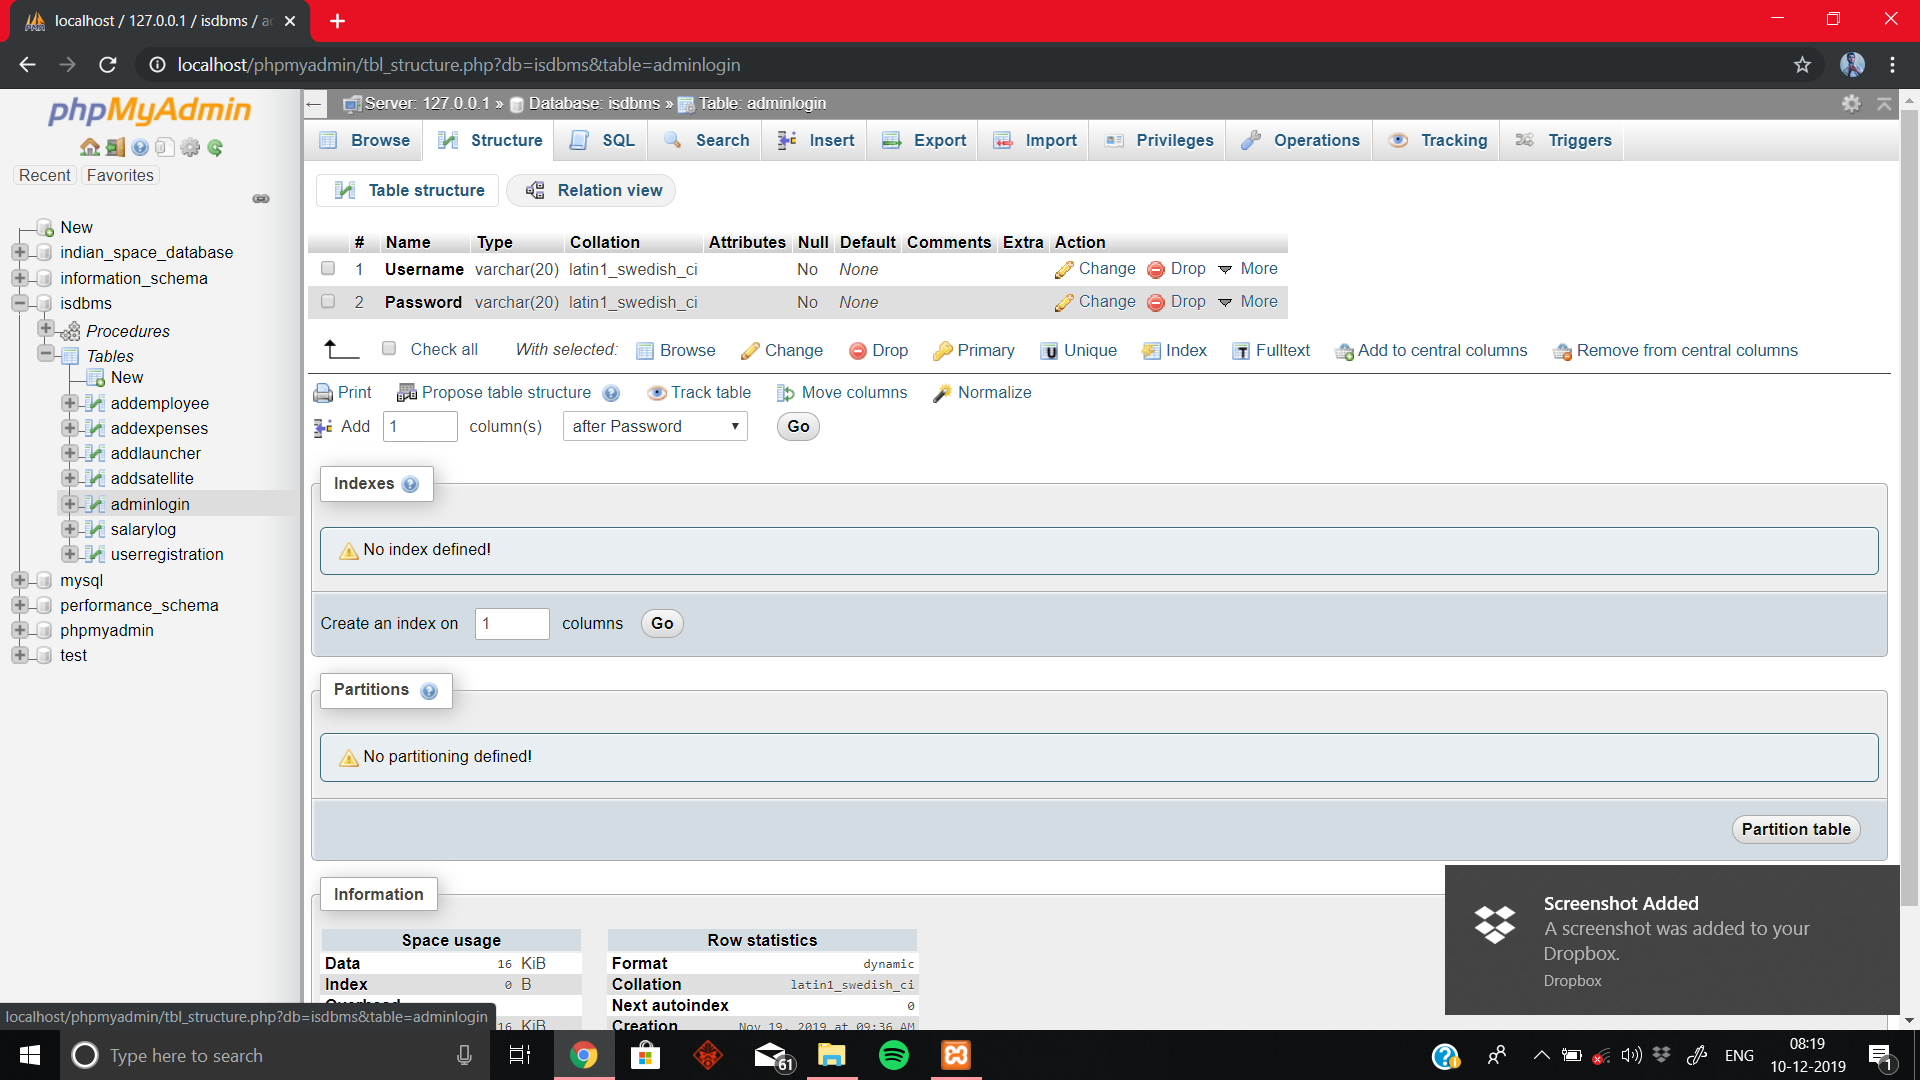 localhost / 127.0.0.1 / isdbms / ac
localhost/phpmyadmin/tbl_structure.php?db=isdbms&table=adminlogin
phpMyAdmin
Recent Favorites
New
indian_space_database
information_schema
isdbms
Procedures
Tables
New
addemployee
addexpenses
addlauncher
addsatellite
adminlogin
salarylog
userregistration
mysql
performance_schema
phpmyadmin
test
Server: 127.0.0.1 » Database: isdbms » Table: adminlogin
Browse Structure SQL Search Insert Export Import Privileges Operations Tracking Triggers
Table structure Relation view
# Name Type Collation Attributes Null Default Comments Extra Action
1 Username varchar(20) latin1_swedish_ci No None Change Drop More
2 Password varchar(20) latin1_swedish_ci No None Change Drop More
Check all With selected: Browse Change Drop Primary Unique Index Fulltext Add to central columns Remove from central columns
Print Propose table structure Track table Move columns Normalize
Add 1 column(s) after Password Go
Indexes
No index defined!
Create an index on 1 columns Go
Partitions
No partitioning defined!
Partition table
Information
Space usage
Data 16 KiB
Index 0 B
Overhead
16 KiB
Row statistics
Format dynamic
Collation latin1_swedish_ci
Next autoindex 0
Creation Nov 19, 2019 at 09:36 AM
Screenshot Added
A screenshot was added to your
Dropbox.
Dropbox
localhost/phpmyadmin/tbl_structure.php?db=isdbms&table=adminlogin
Type here to search
61
ENG
08:19
10-12-2019
1